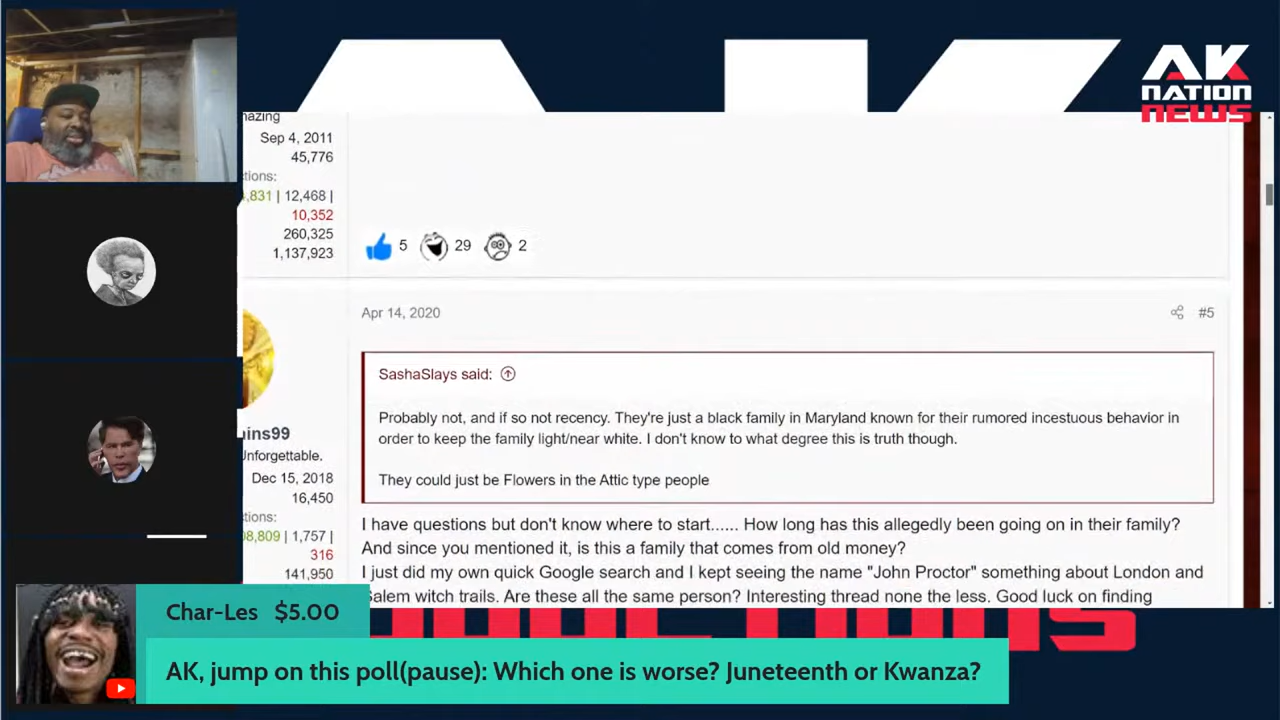 AK
NATION
NEWS
nazing
Sep 4, 2011
45,776
tions:
,831 | 12,468 |
10,352
260,325
1,137,923
5 29 2
Apr 14, 2020
#5
SashaSlays said:
Probably not, and if so not recency. They're just a black family in Maryland known for their rumored incestuous behavior in
order to keep the family light/near white. I don't know to what degree this is truth though.
They could just be Flowers in the Attic type people
ins99
Unforgettable.
Dec 15, 2018
16,450
tions:
8,809 | 1,757 |
316
141,950
I have questions but don't know where to start...... How long has this allegedly been going on in their family?
And since you mentioned it, is this a family that comes from old money?
I just did my own quick Google search and I kept seeing the name "John Proctor" something about London and
Salem witch trails. Are these all the same person? Interesting thread none the less. Good luck on finding
Char-Les $5.00
AK, jump on this poll(pause): Which one is worse? Juneteenth or Kwanza?